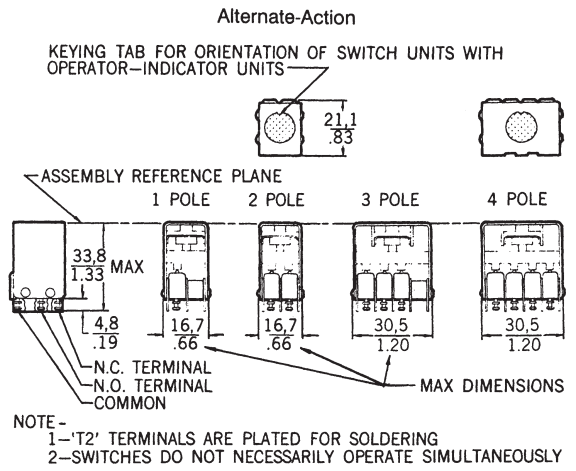 Alternate-Action
KEYING TAB FOR ORIENTATION OF SWITCH UNITS WITH
OPERATOR-INDICATOR UNITS
21,1
.83
ASSEMBLY REFERENCE PLANE
1 POLE 2 POLE 3 POLE 4 POLE
33,8
1.33
MAX
4,8
.19
16,7
.66
16,7
.66
30,5
1.20
30,5
1.20
N.C. TERMINAL
N.O. TERMINAL
COMMON
MAX DIMENSIONS
NOTE-
1-'T2' TERMINALS ARE PLATED FOR SOLDERING
2-SWITCHES DO NOT NECESSARILY OPERATE SIMULTANEOUSLY